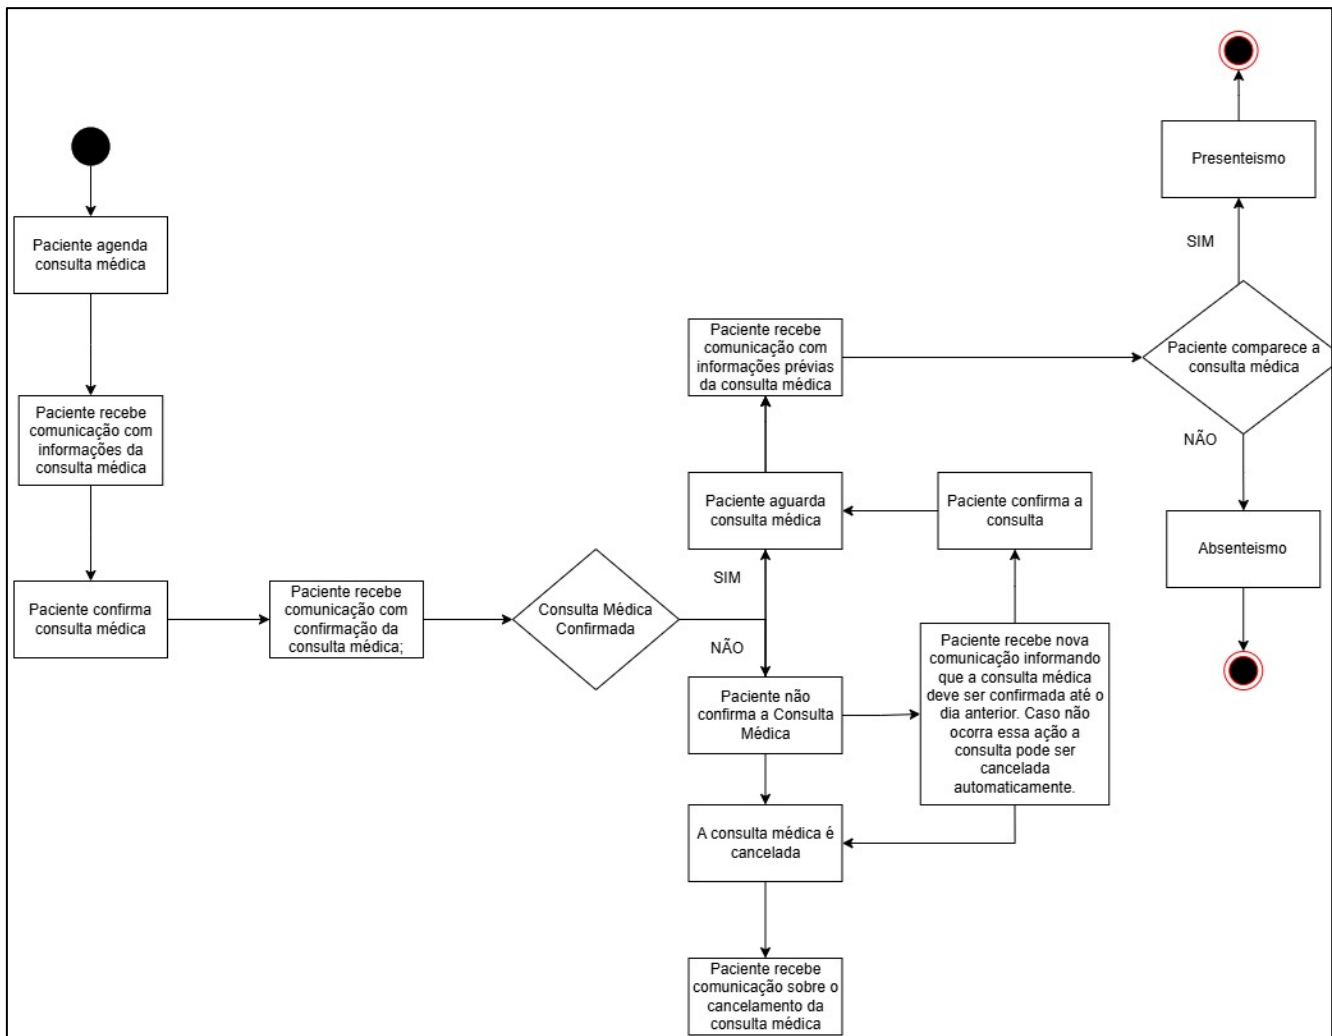 Paciente agenda
consulta médica
Paciente recebe
comunicação com
informações da
consulta médica
Paciente confirma
consulta médica
Paciente recebe
comunicação com
confirmação da
consulta médica;
Consulta Médica
Confirmada
SIM
NÃO
Paciente aguarda
consulta médica
Paciente recebe
comunicação com
informações prévias
da consulta médica
Paciente não
confirma a Consulta
Médica
Paciente recebe nova
comunicação informando
que a consulta médica
deve ser confirmada até o
dia anterior. Caso não
ocorra essa ação a
consulta pode ser
cancelada
automaticamente.
Paciente confirma a
consulta
A consulta médica é
cancelada
Paciente recebe
comunicação sobre o
cancelamento da
consulta médica
Paciente comparece a
consulta médica
SIM
Presenteismo
NÃO
Absenteismo